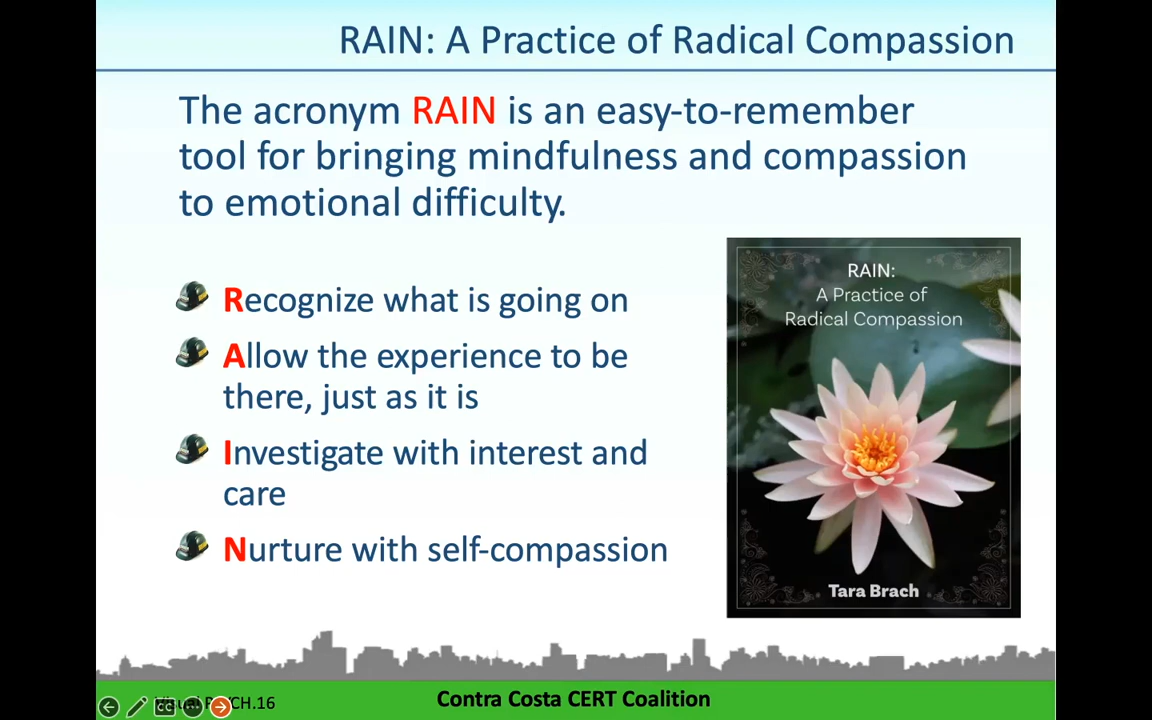 RAIN: A Practice of Radical Compassion
The acronym RAIN is an easy-to-remember
tool for bringing mindfulness and compassion
to emotional difficulty.
Recognize what is going on
Allow the experience to be
there, just as it is
Investigate with interest and
care
Nurture with self-compassion
RAIN:
A Practice of
Radical Compassion
Tara Brach
CH.16
Contra Costa CERT Coalition